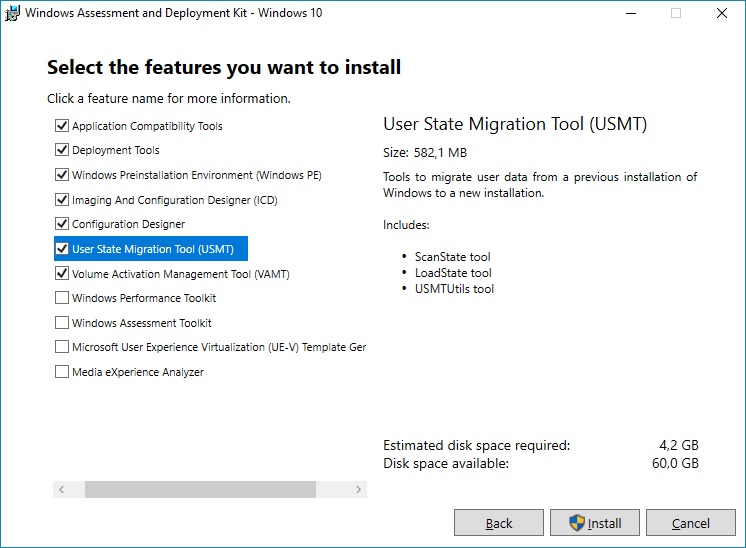 Windows Assessment and Deployment Kit - Windows 10
Select the features you want to install
Click a feature name for more information.
Application Compatibility Tools
Deployment Tools
Windows Preinstallation Environment (Windows PE)
Imaging And Configuration Designer (ICD)
Configuration Designer
User State Migration Tool (USMT)
Volume Activation Management Tool (VAMT)
Windows Performance Toolkit
Windows Assessment Toolkit
Microsoft User Experience Virtualization (UE-V) Template Ger
Media eXperience Analyzer
User State Migration Tool (USMT)
Size: 582,1 MB
Tools to migrate user data from a previous installation of
Windows to a new installation.
Includes:
• ScanState tool
• LoadState tool
• USMTUtils tool
Estimated disk space required: 4,2 GB
Disk space available: 60,0 GB
Back
Install
Cancel